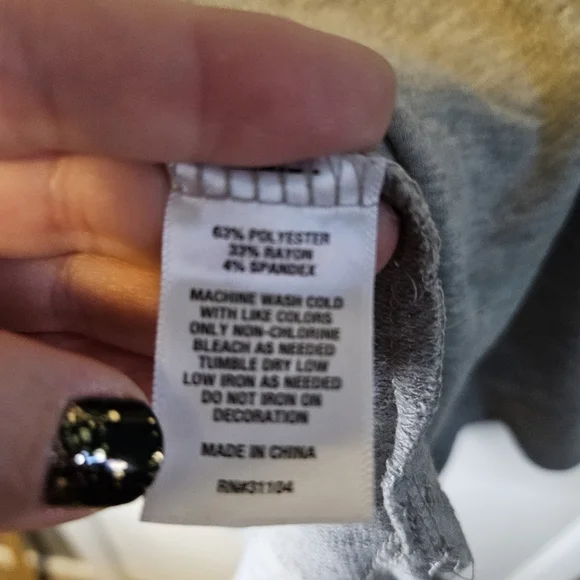 63% POLYESTER
33% RAYON
4% SPANDEX
MACHINE WASH COLD
WITH LIKE COLORS
ONLY NON-CHLORINE
BLEACH AS NEEDED
TUMBLE DRY LOW
LOW IRON AS NEEDED
DO NOT IRON ON
DECORATION
MADE IN CHINA
RN#31104